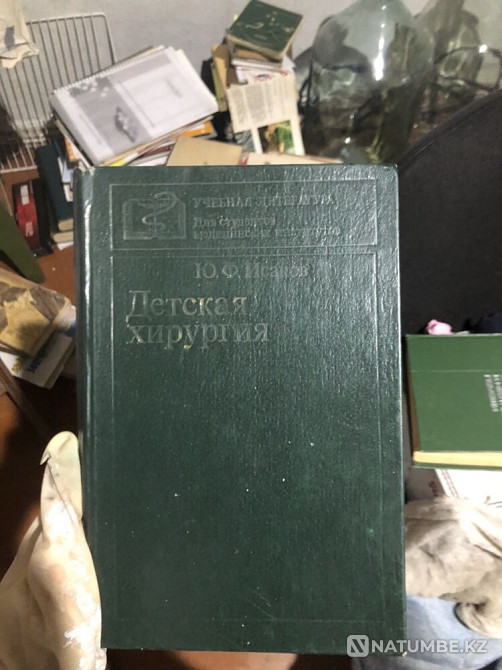 УЧЕБНАЯ ЛИТЕРАТУРА
Для студентов
медицинских институтов
Ю. Ф. Исаков
Детская
хирургия
NATUMBE.KZ